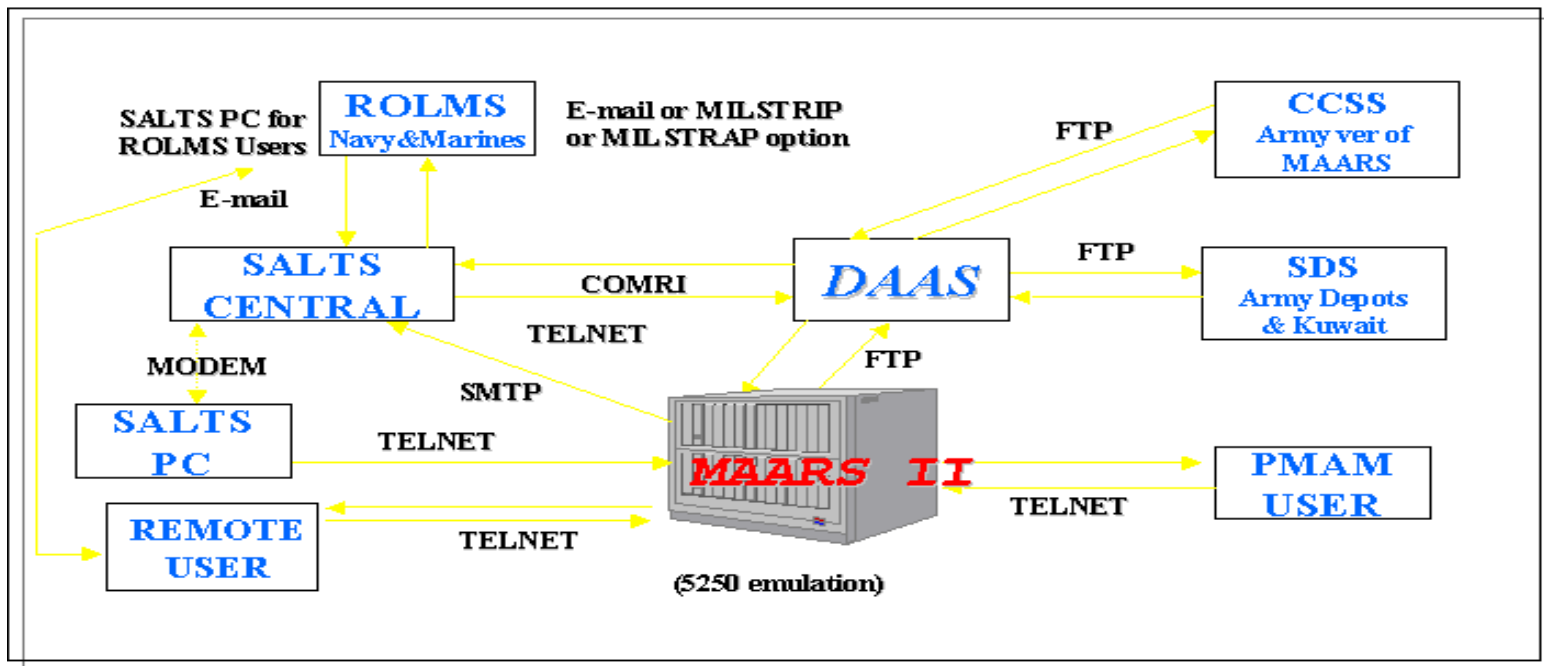 SALTS PC for
ROLMS Users
ROLMS
Navy&Marines
E-mail or MILSTRIP
or MILSTRAP option
CCSS
Army ver of
MAARS
FTP
E-mail
SALTS
CENTRAL
COMRI
TELNET
DAAS
FTP
SDS
Army Depots
& Kuwait
MODEM
SMTP
FTP
SALTS
PC
TELNET
MAARS II
PMAM
USER
TELNET
REMOTE
USER
TELNET
(5250 emulation)